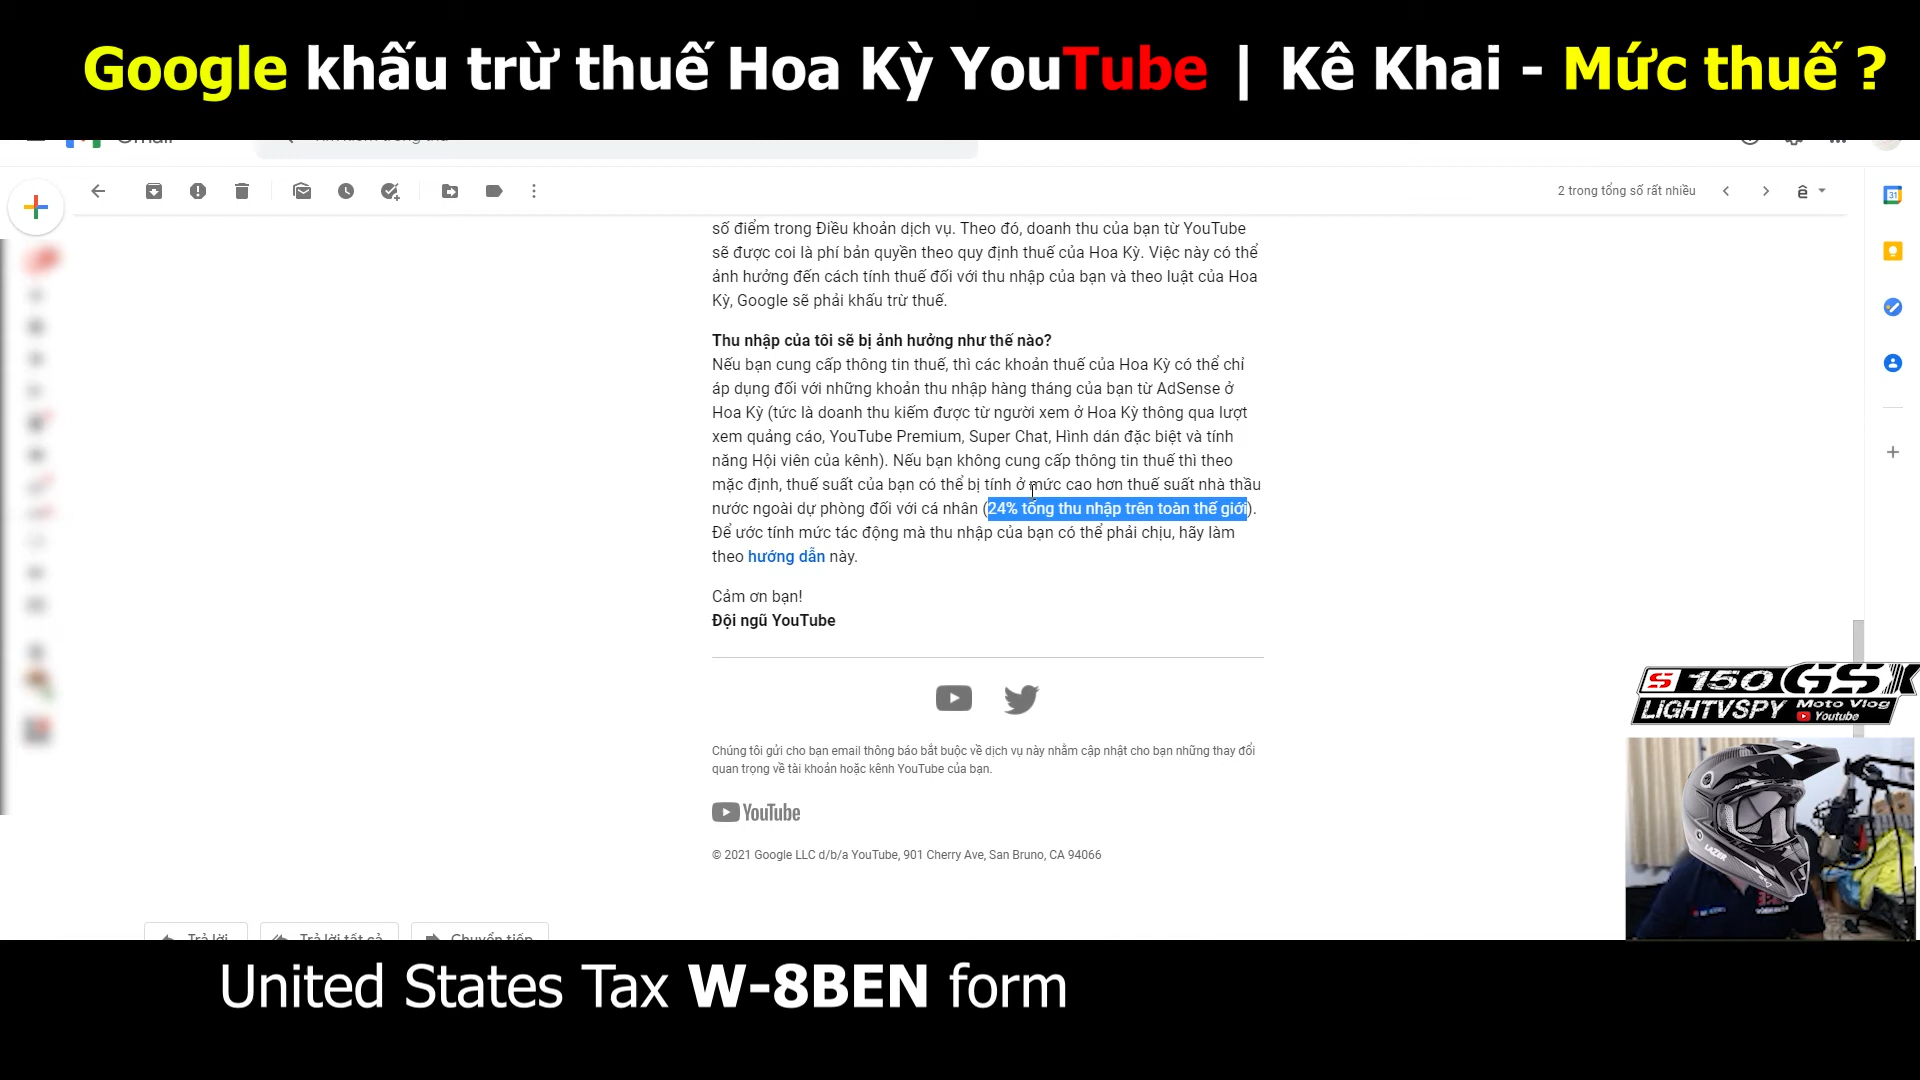 Google khấu trừ thuế Hoa Kỳ YouTube | Kê Khai - Mức thuế ?
2 trong tổng số rất nhiều
số điểm trong Điều khoản dịch vụ. Theo đó, doanh thu của bạn từ YouTube
sẽ được coi là phí bản quyền theo quy định thuế của Hoa Kỳ. Việc này có thể
ảnh hưởng đến cách tính thuế đối với thu nhập của bạn và theo luật của Hoa
Kỳ, Google sẽ phải khấu trừ thuế.
Thu nhập của tôi sẽ bị ảnh hưởng như thế nào?
Nếu bạn cung cấp thông tin thuế, thì các khoản thuế của Hoa Kỳ có thể chỉ
áp dụng đối với những khoản thu nhập hàng tháng của bạn từ AdSense ở
Hoa Kỳ (tức là doanh thu kiếm được từ người xem ở Hoa Kỳ thông qua lượt
xem quảng cáo, YouTube Premium, Super Chat, Hình dán đặc biệt và tính
năng Hội viên của kênh). Nếu bạn không cung cấp thông tin thuế thì theo
mặc định, thuế suất của bạn có thể bị tính ở mức cao hơn thuế suất nhà thầu
nước ngoài dự phòng đối với cá nhân (24% tổng thu nhập trên toàn thế giới).
Để ước tính mức tác động mà thu nhập của bạn có thể phải chịu, hãy làm
theo hướng dẫn này.
Cảm ơn bạn!
Đội ngũ YouTube
Chúng tôi gửi cho bạn email thông báo bắt buộc về dịch vụ này nhằm cập nhật cho bạn những thay đổi
quan trọng về tài khoản hoặc kênh YouTube của bạn.
YouTube
© 2021 Google LLC d/b/a YouTube, 901 Cherry Ave, San Bruno, CA 94066
Trả lời Trả lời tất cả Chuyển tiếp
31
S 150 GSX
LIGHTVSPY Moto Vlog
Youtube
LAZER
United States Tax W-8BEN form